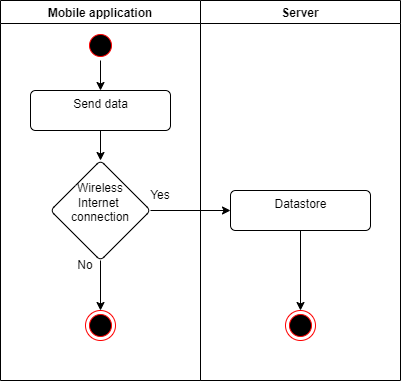 Mobile application
Server
Send data
Wireless
Internet
connection
Yes
Datastore
No